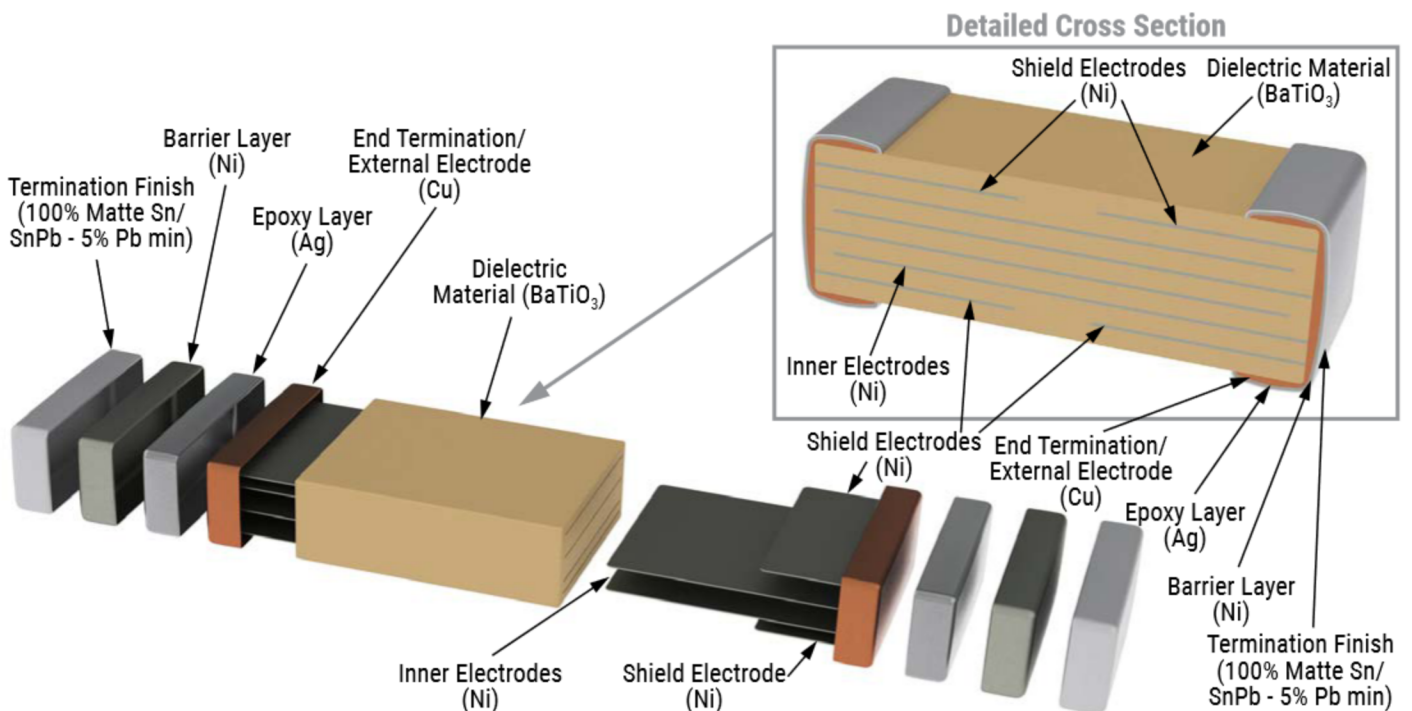 Detailed Cross Section
Shield Electrodes
(Ni)
Dielectric Material
(BaTiO₃)
Barrier Layer
(Ni)
End Termination/
External Electrode
(Cu)
Termination Finish
(100% Matte Sn/
SnPb - 5% Pb min)
Epoxy Layer
(Ag)
Dielectric
Material (BaTiO₃)
Inner Electrodes
(Ni)
Shield Electrodes
(Ni)
End Termination/
External Electrode
(Cu)
Epoxy Layer
(Ag)
Barrier Layer
(Ni)
Termination Finish
(100% Matte Sn/
SnPb - 5% Pb min)
Inner Electrodes
(Ni)
Shield Electrode
(Ni)